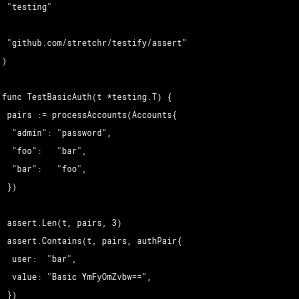 "testing"
"github.com/stretchr/testify/assert"
)
func TestBasicAuth(t *testing.T) {
pairs := processAccounts(Accounts{
"admin": "password",
"foo":   "bar",
"bar":   "foo",
})
assert.Len(t, pairs, 3)
assert.Contains(t, pairs, authPair{
user:  "bar",
value: "Basic YmFyOmZvbw==",
})